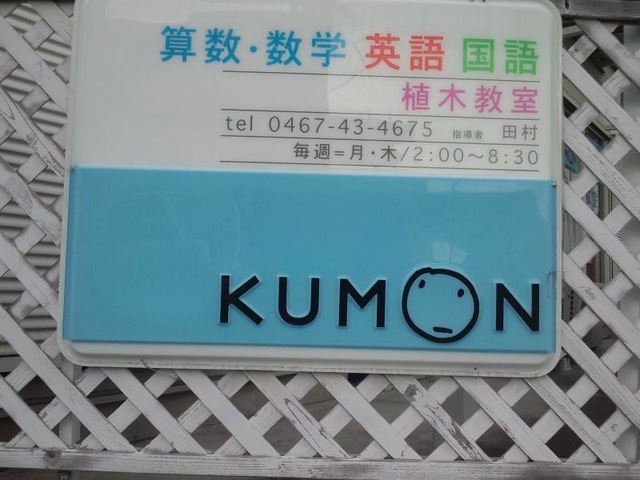 算数・数学 英語 国語
植木教室
tel 0467-43-4675 指導者 田村
毎週=月・木/2:00〜8:30
KUMON